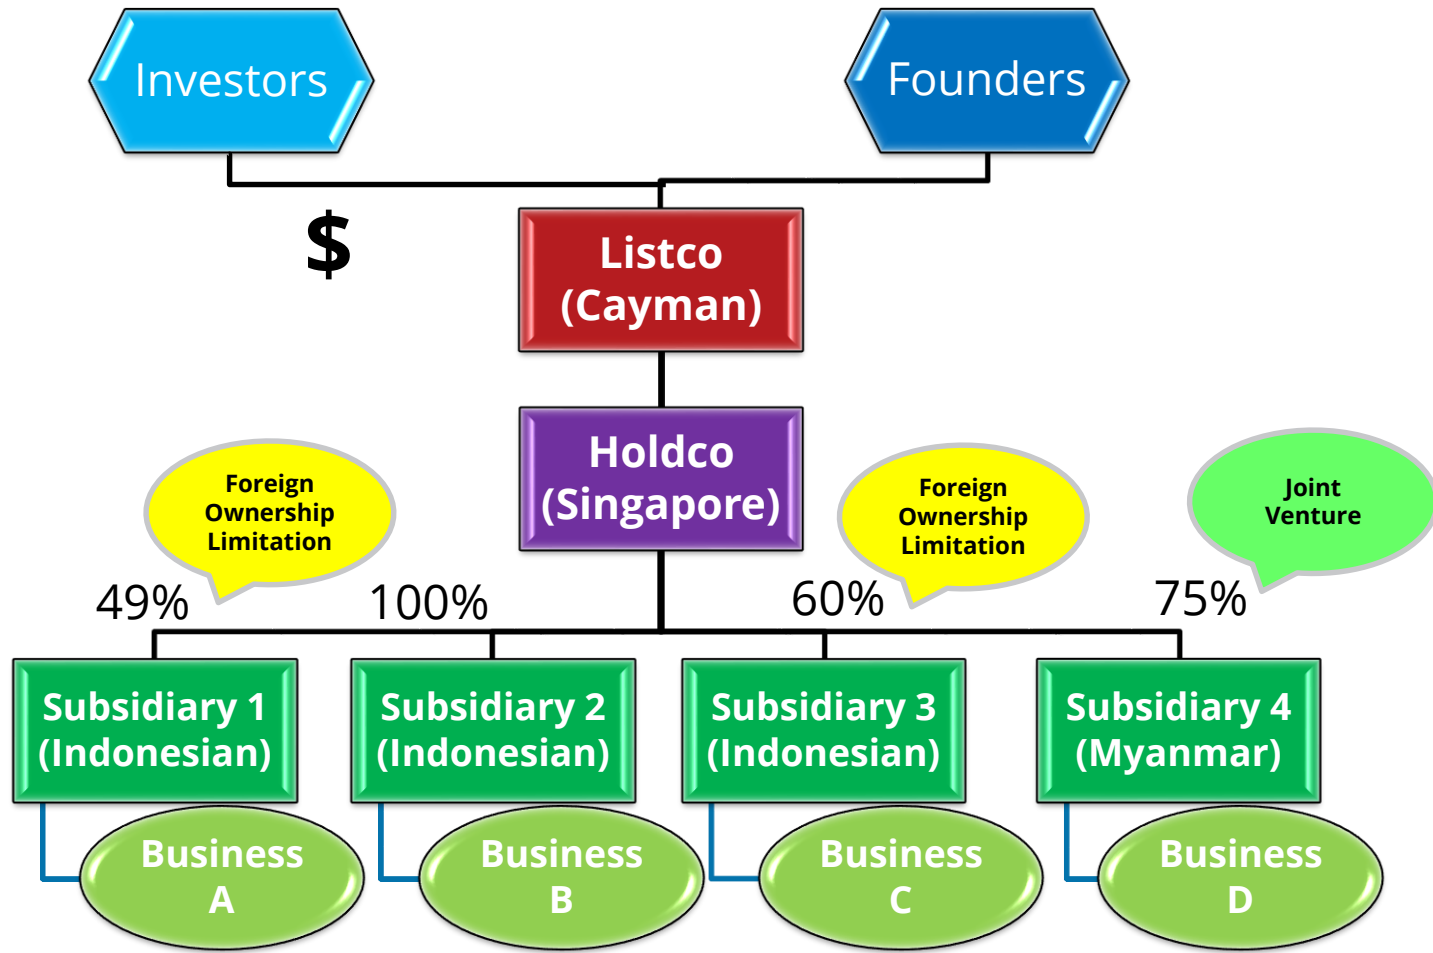 Investors
Founders
$
Listco
(Cayman)
Holdco
(Singapore)
Foreign
Ownership
Limitation
Foreign
Ownership
Limitation
Joint
Venture
49%
100%
60%
75%
Subsidiary 1
(Indonesian)
Subsidiary 2
(Indonesian)
Subsidiary 3
(Indonesian)
Subsidiary 4
(Myanmar)
Business
A
Business
B
Business
C
Business
D